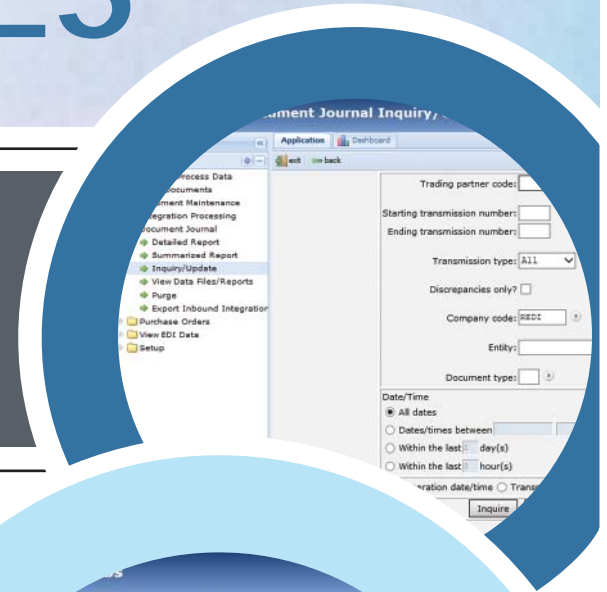 ument Journal Inquiry/
Application Dashboard
exit back
rocess Data
ocuments
ument Maintenance
egration Processing
ocument Journal
Detailed Report
Summarized Report
Inquiry/Update
View Data Files/Reports
Purge
Export Inbound Integration
Purchase Orders
View EDI Data
Setup
Trading partner code:
Starting transmission number:
Ending transmission number:
Transmission type: All
Discrepancies only?
Company code: REDI
Entity:
Document type:
Date/Time
All dates
Dates/times between
Within the last day(s)
Within the last hour(s)
eration date/time Trans
Inquire